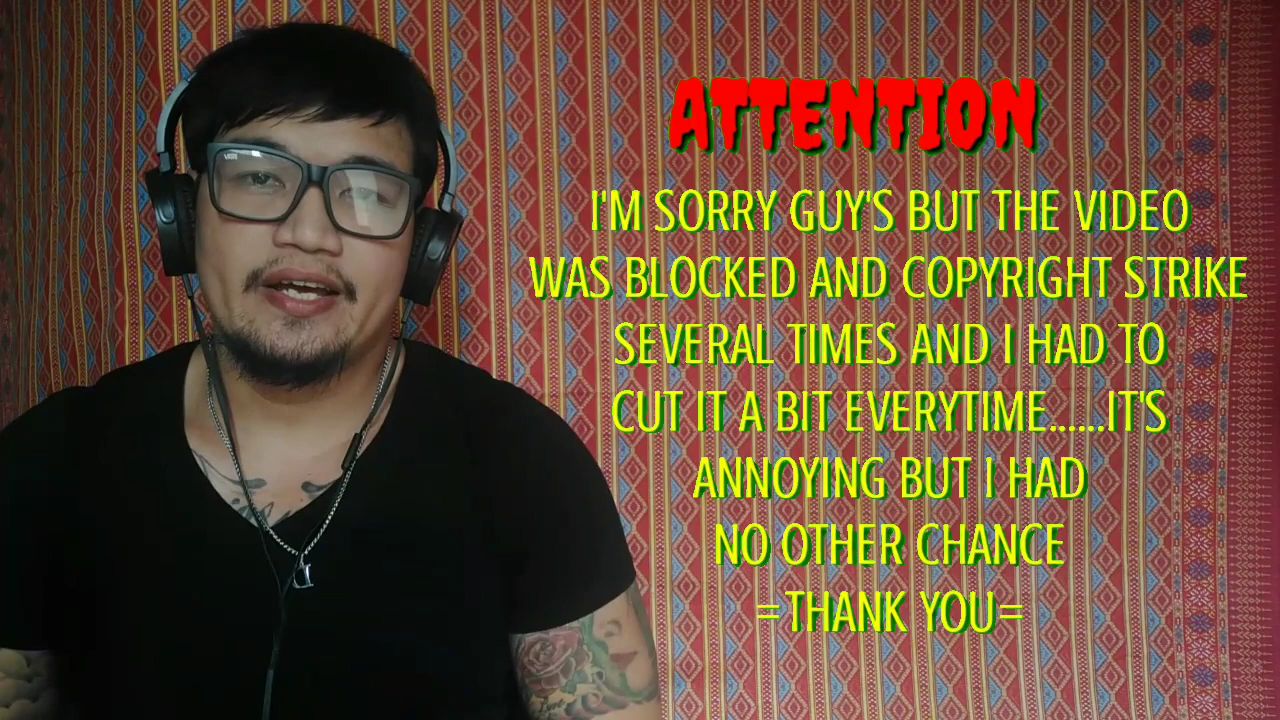 ATTENTION
I'M SORRY GUY'S BUT THE VIDEO
WAS BLOCKED AND COPYRIGHT STRIKE
SEVERAL TIMES AND I HAD TO
CUT IT A BIT EVERYTIME......IT'S
ANNOYING BUT I HAD
NO OTHER CHANCE
=THANK YOU=